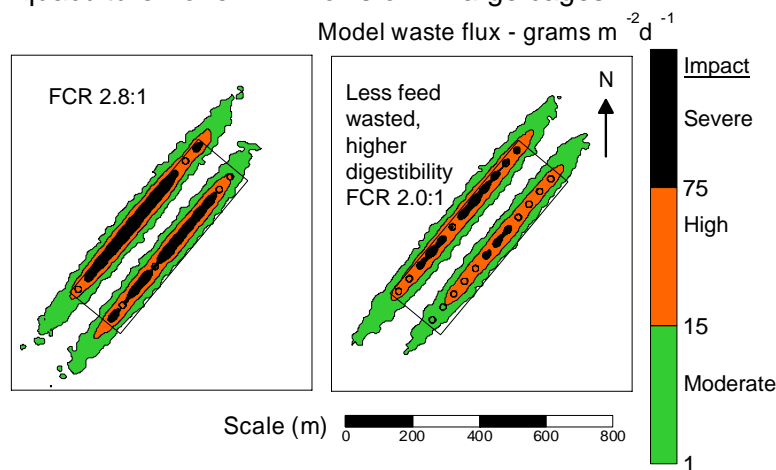 Model waste flux - grams m -2 d -1
FCR 2.8:1
Less feed
wasted,
higher
digestibility
FCR 2.0:1
N
Impact
Severe
75
High
15
Moderate
1
Scale (m)
0 200 400 600 800